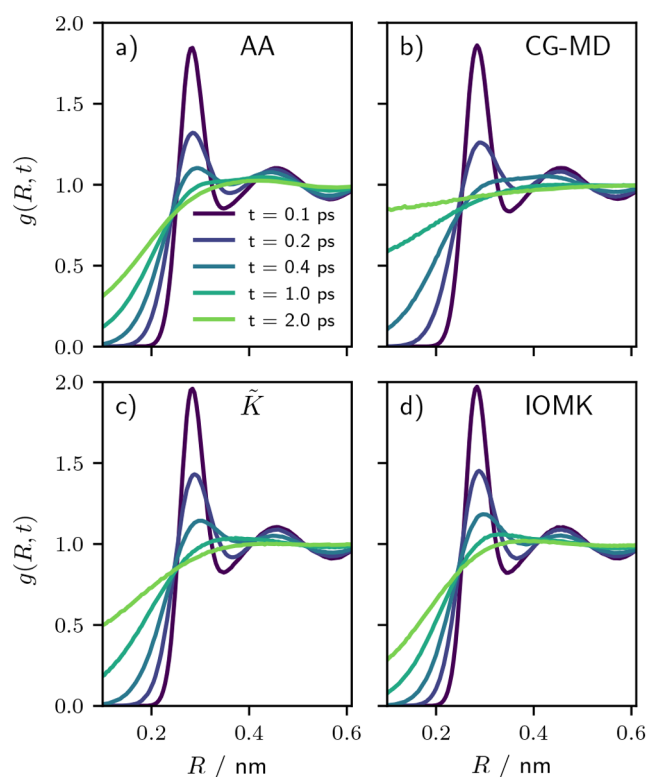 2.0
a) AA
b) CG-MD
1.5
g(R, t)
1.0
t = 0.1 ps
t = 0.2 ps
0.5
t = 0.4 ps
t = 1.0 ps
t = 2.0 ps
0.0
2.0
c) K̃
d) IOMK
1.5
g(R, t)
1.0
0.5
0.0
0.2 0.4 0.6 0.2 0.4 0.6
R / nm R / nm